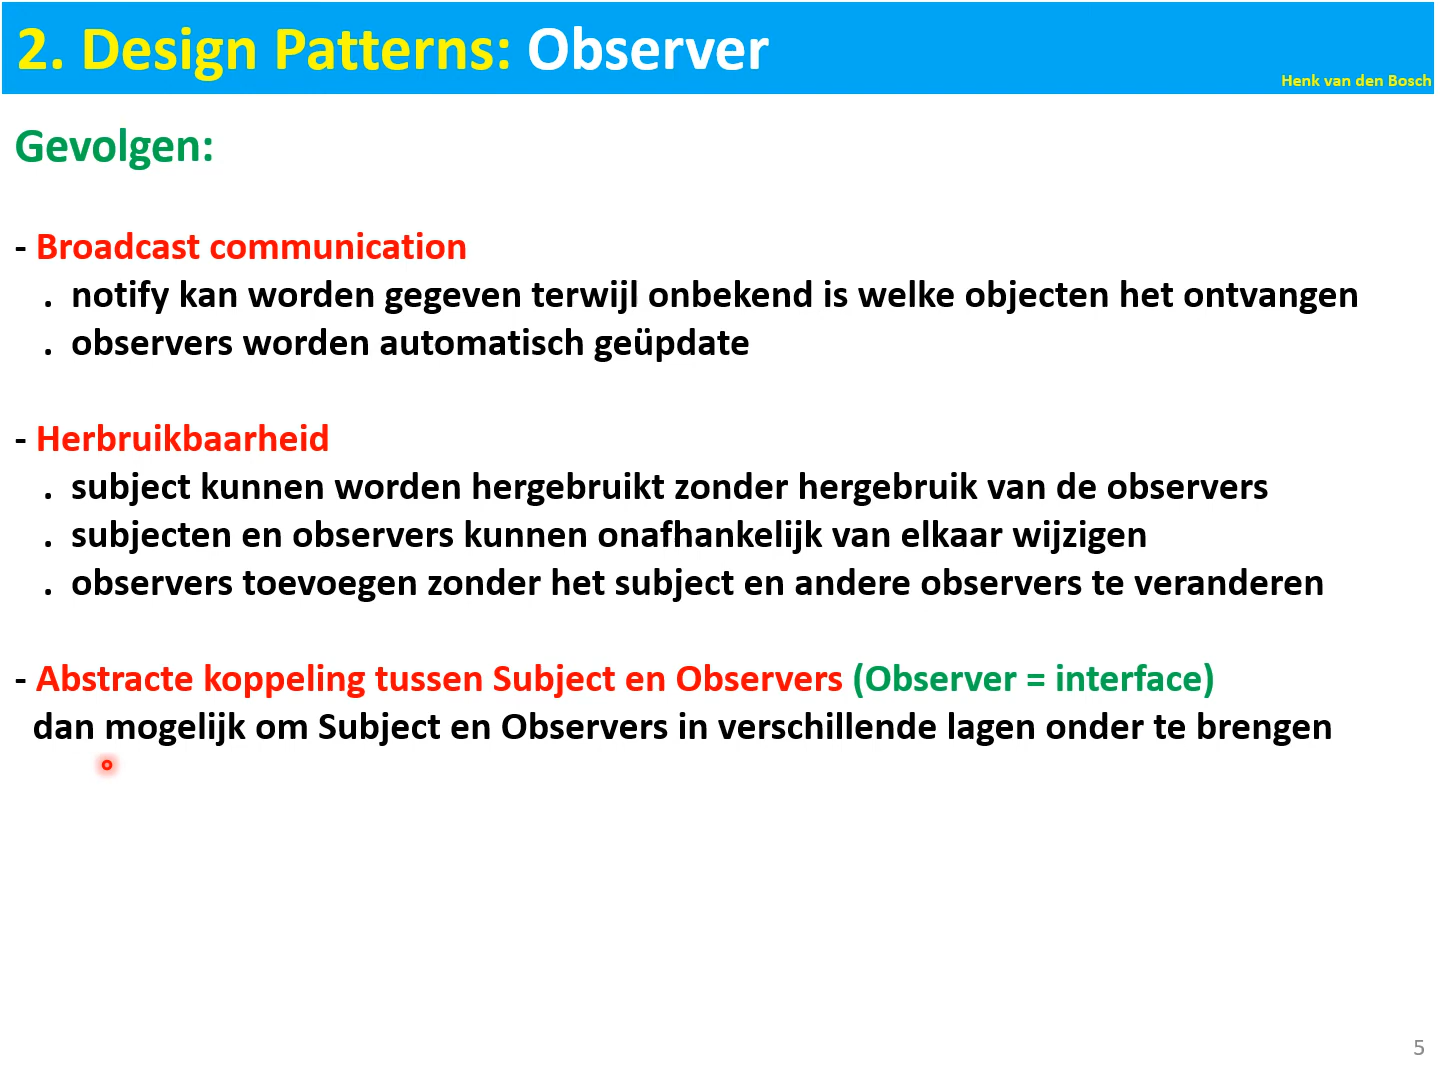 2. Design Patterns: Observer
Henk van den Bosch
Gevolgen:
- Broadcast communication
. notify kan worden gegeven terwijl onbekend is welke objecten het ontvangen
. observers worden automatisch geüpdate
- Herbruikbaarheid
. subject kunnen worden hergebruikt zonder hergebruik van de observers
. subjecten en observers kunnen onafhankelijk van elkaar wijzigen
. observers toevoegen zonder het subject en andere observers te veranderen
- Abstracte koppeling tussen Subject en Observers (Observer = interface)
dan mogelijk om Subject en Observers in verschillende lagen onder te brengen
5